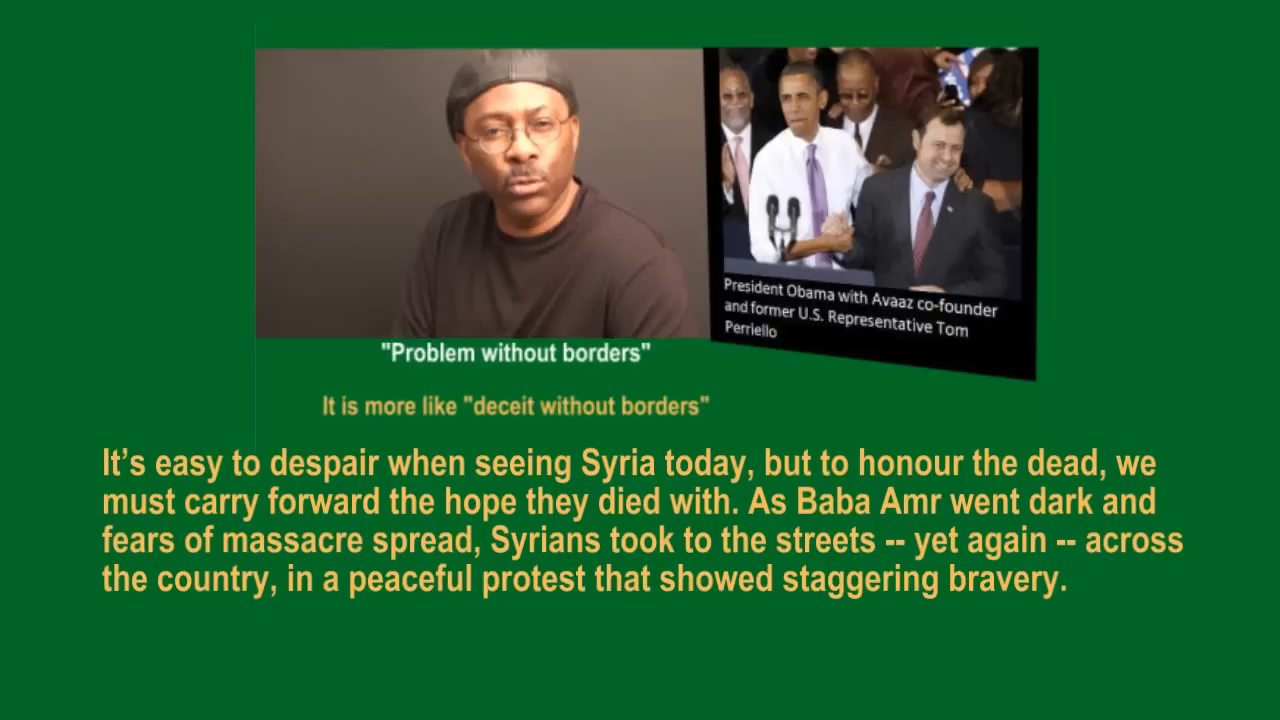 President Obama with Avaaz co-founder
and former U.S. Representative Tom
Perriello
"Problem without borders"
It is more like "deceit without borders"
It’s easy to despair when seeing Syria today, but to honour the dead, we
must carry forward the hope they died with. As Baba Amr went dark and
fears of massacre spread, Syrians took to the streets -- yet again -- across
the country, in a peaceful protest that showed staggering bravery.